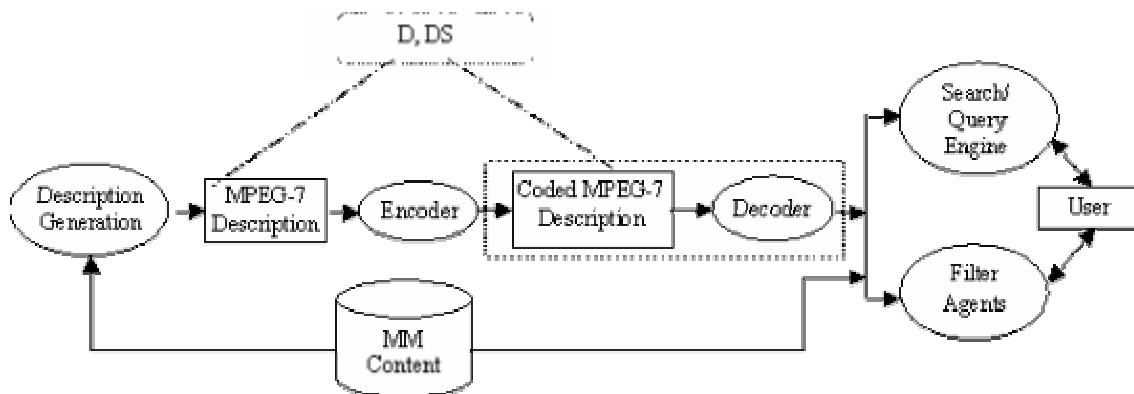 D, DS
Search/
Query
Engine
Description
Generation
MPEG-7
Description
Encoder
Coded MPEG-7
Description
Decoder
User
Filter
Agents
MM
Content